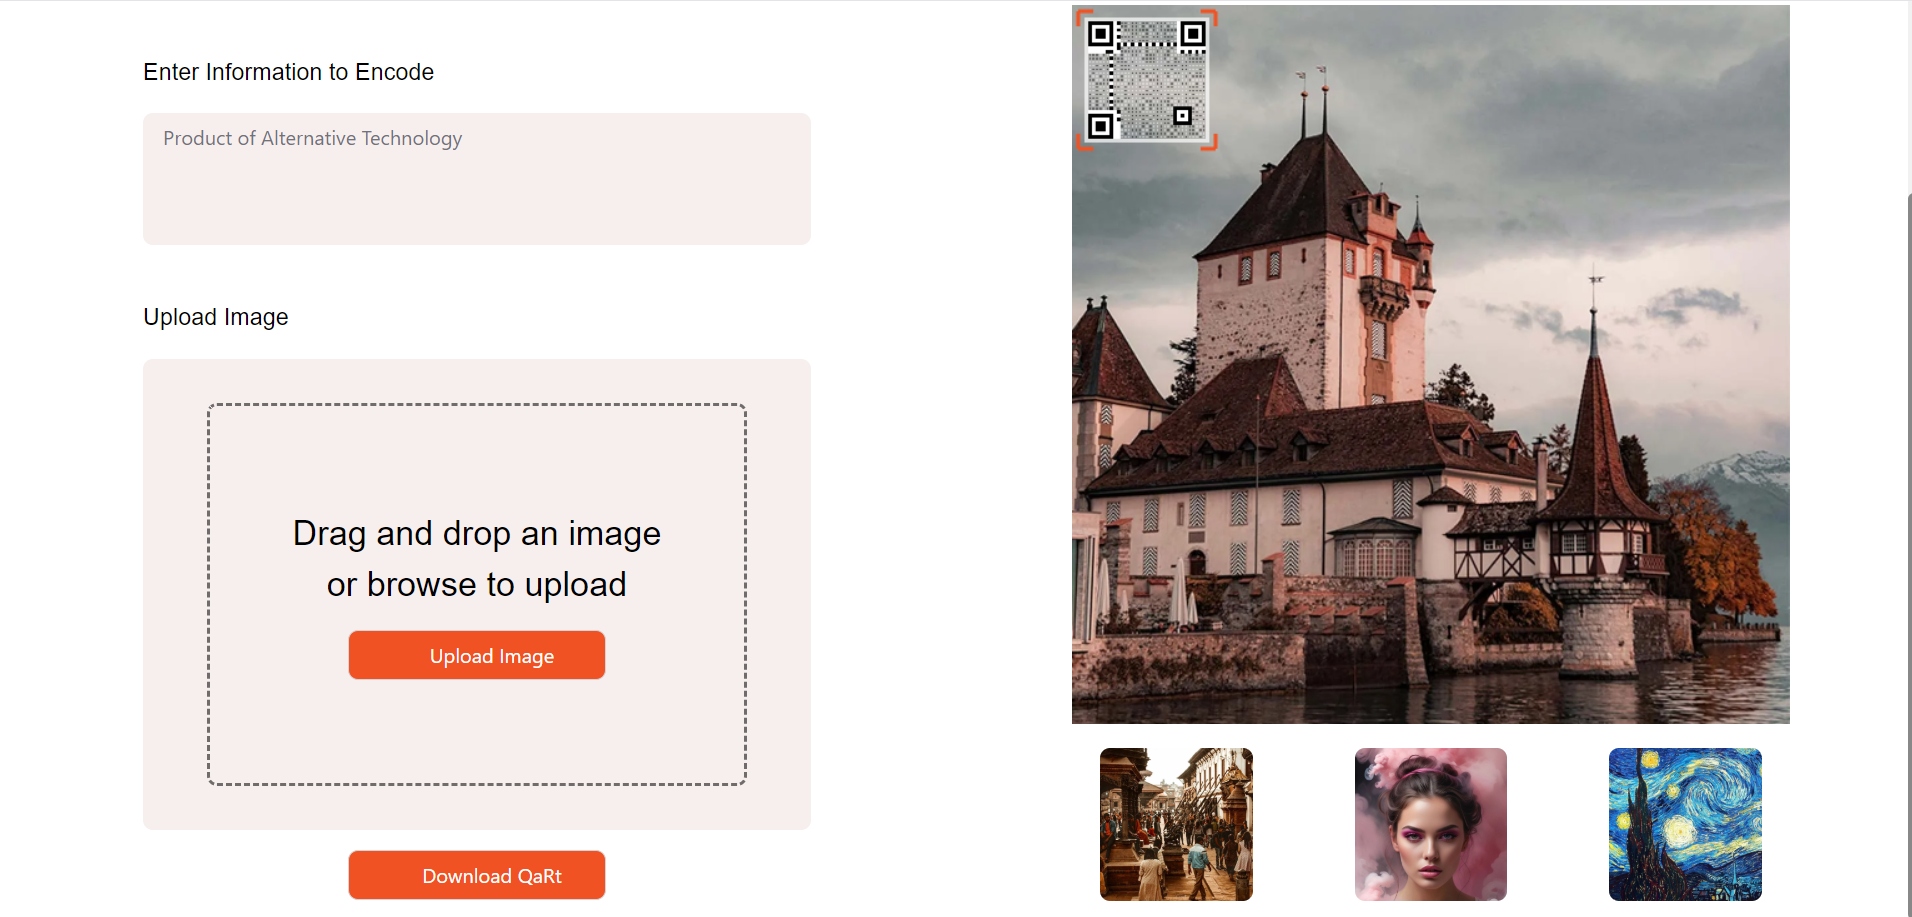 Enter Information to Encode
Product of Alternative Technology
Upload Image
Drag and drop an image
or browse to upload
Upload Image
Download QaRt